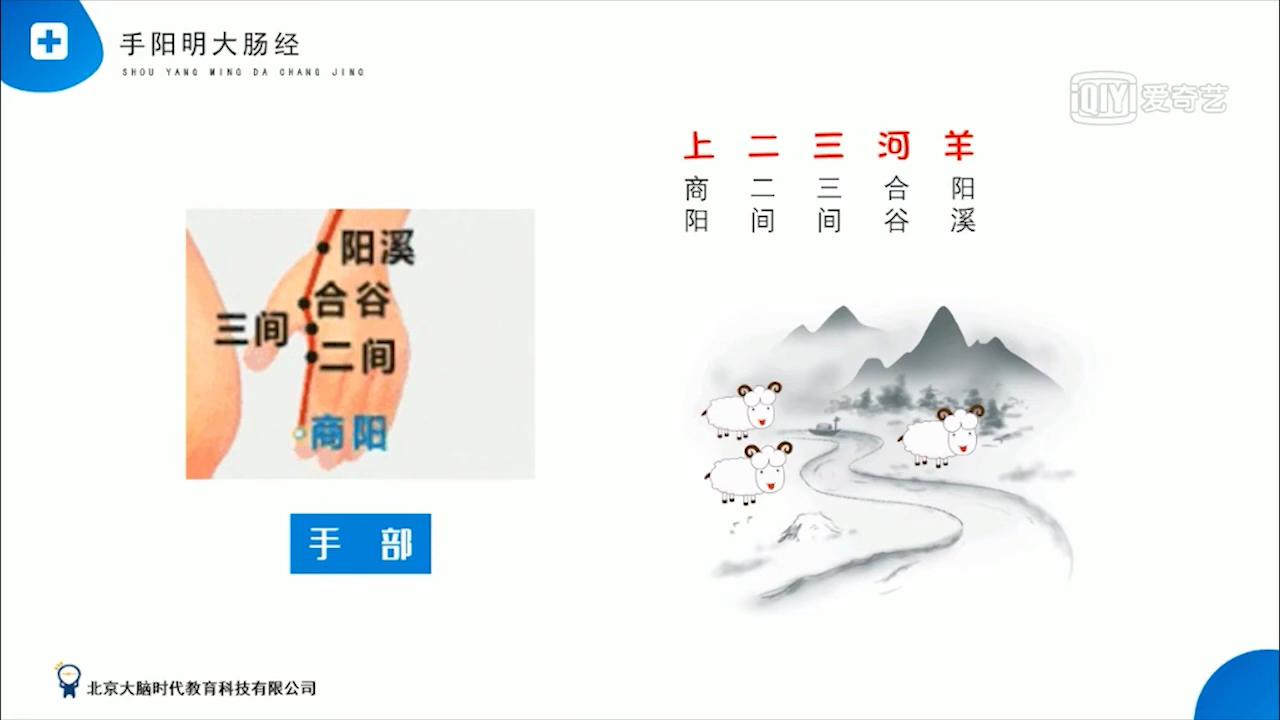 手阳明大肠经
SHOU YANG MING DA CHANG JING
iQIYI 爱奇艺
上 二 三 河 羊
商 二 三 合 阳
阳 间 间 谷 溪
阳溪
合谷
三间
二间
商阳
手 部
北京大脑时代教育科技有限公司